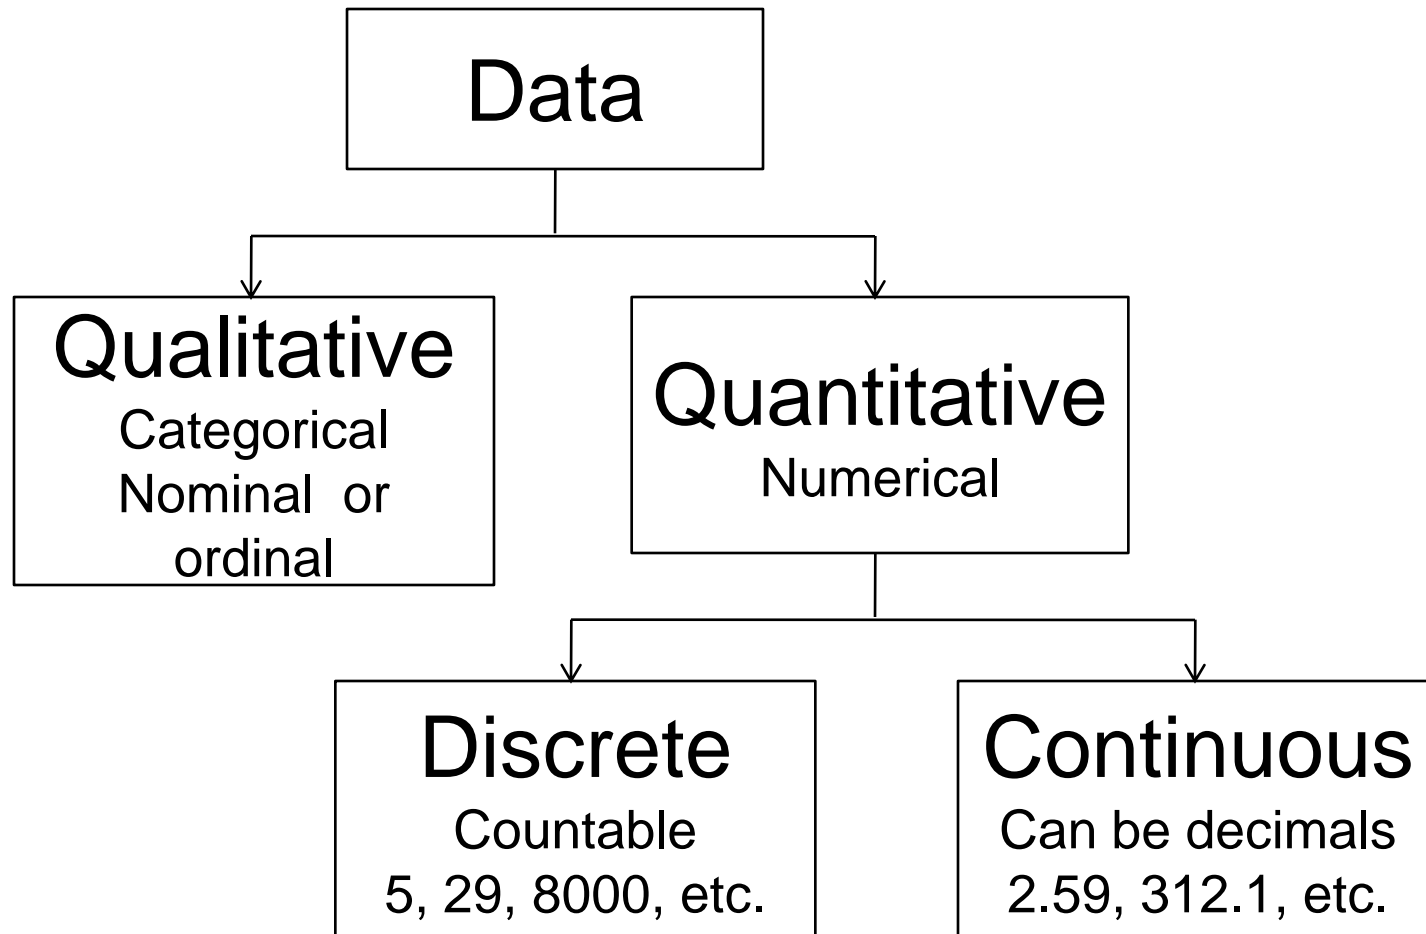 Data
Qualitative
Categorical
Nominal or
ordinal
Quantitative
Numerical
Discrete
Countable
5, 29, 8000, etc.
Continuous
Can be decimals
2.59, 312.1, etc.